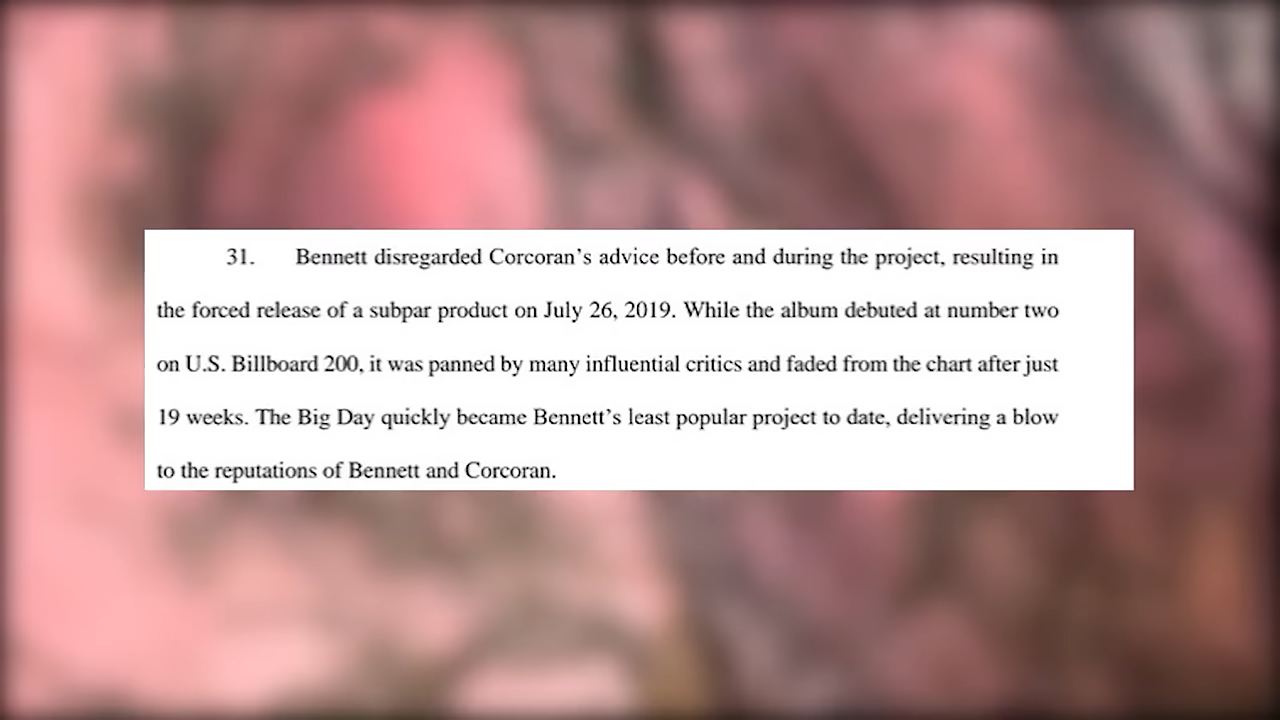 31. Bennett disregarded Corcoran's advice before and during the project, resulting in
the forced release of a subpar product on July 26, 2019. While the album debuted at number two
on U.S. Billboard 200, it was panned by many influential critics and faded from the chart after just
19 weeks. The Big Day quickly became Bennett's least popular project to date, delivering a blow
to the reputations of Bennett and Corcoran.